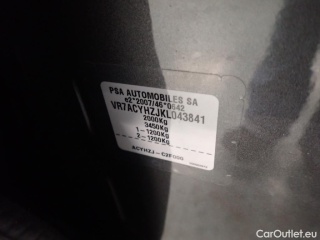 PSA AUTOMOBILES SA
e2*2007/46*0642
VR7ACYHZJKL043841
2000Kg
3450Kg
1 - 1200Kg
2 - 1200Kg
CarOutlet.eu